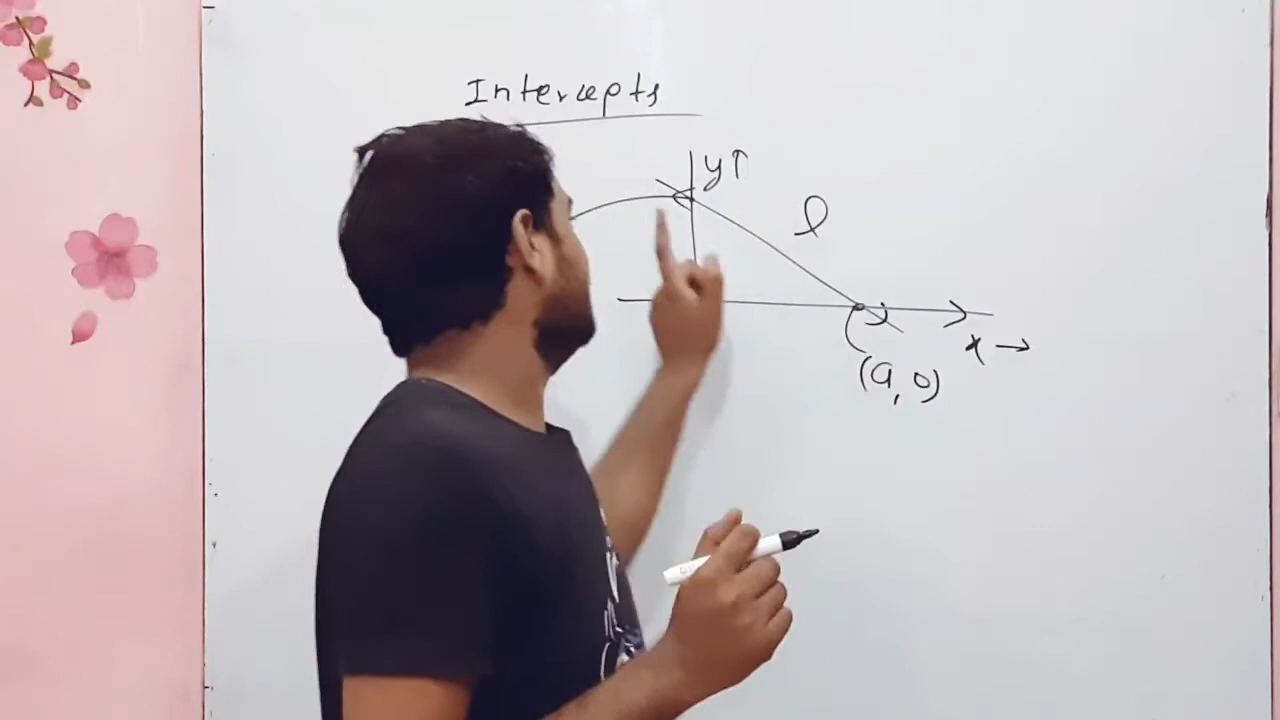 Intercepts
y↑
l
x →
(a, 0)